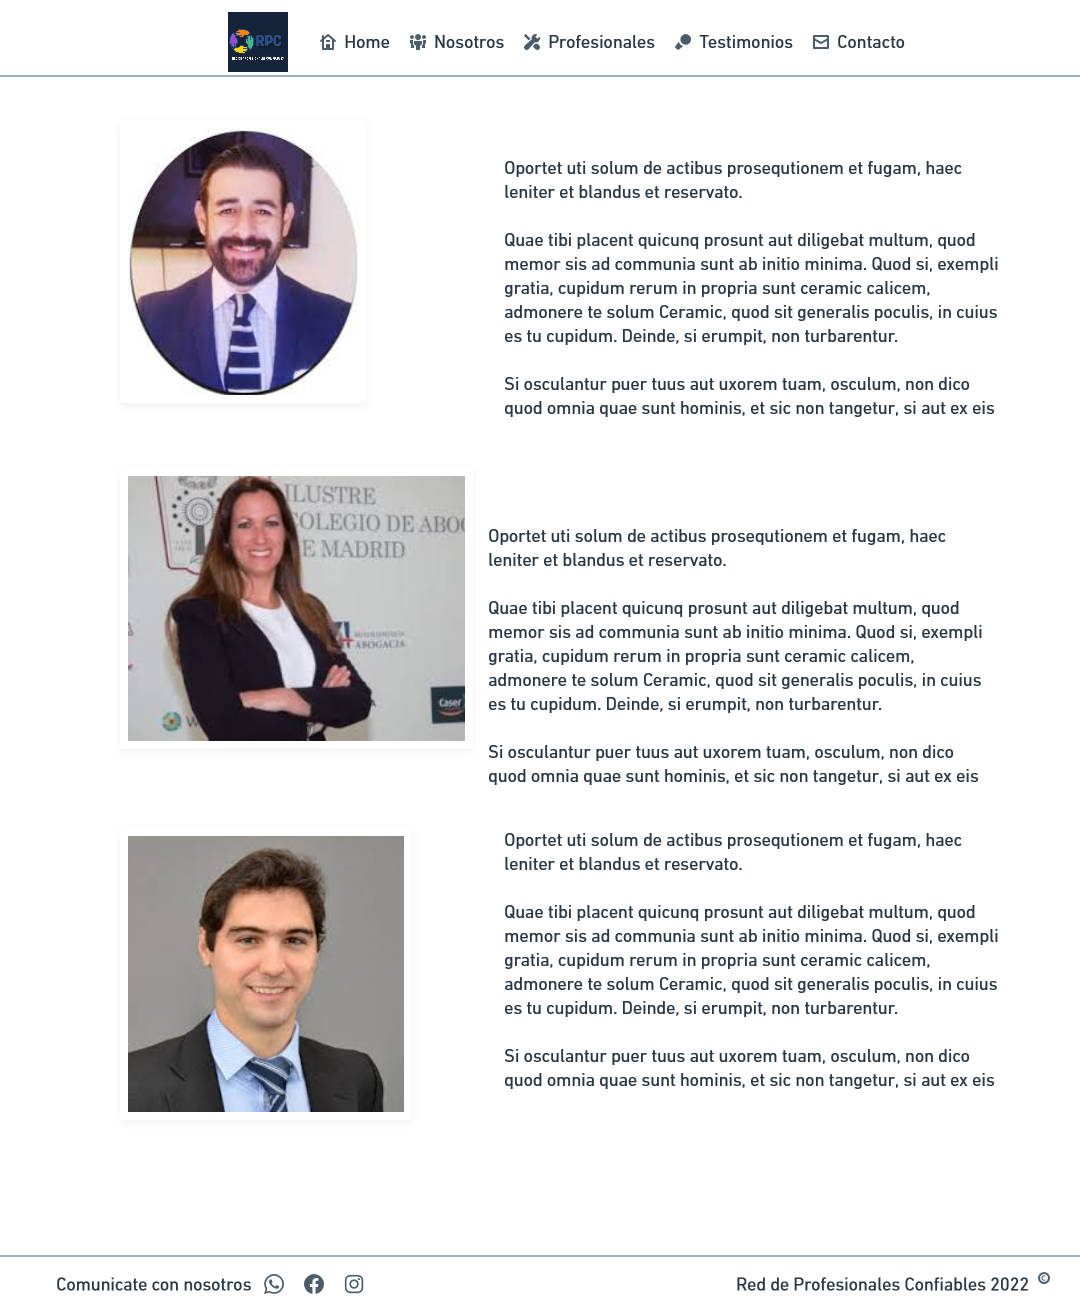 RPC
Home
Nosotros
Profesionales
Testimonios
Contacto
Oportet uti solum de actibus prosequtionem et fugam, haec
leniter et blandus et reservato.
Quae tibi placent quicunq prosunt aut diligebat multum, quod
memor sis ad communia sunt ab initio minima. Quod si, exempli
gratia, cupidum rerum in propria sunt ceramic calicem,
admonere te solum Ceramic, quod sit generalis poculis, in cuius
es tu cupidum. Deinde, si erumpit, non turbarentur.
Si osculantur puer tuus aut uxorem tuam, osculum, non dico
quod omnia quae sunt hominis, et sic non tangetur, si aut ex eis
ILUSTRE
COLEGIO DE ABOG
E MADRID
ABOGACIA
Caser
W
Oportet uti solum de actibus prosequtionem et fugam, haec
leniter et blandus et reservato.
Quae tibi placent quicunq prosunt aut diligebat multum, quod
memor sis ad communia sunt ab initio minima. Quod si, exempli
gratia, cupidum rerum in propria sunt ceramic calicem,
admonere te solum Ceramic, quod sit generalis poculis, in cuius
es tu cupidum. Deinde, si erumpit, non turbarentur.
Si osculantur puer tuus aut uxorem tuam, osculum, non dico
quod omnia quae sunt hominis, et sic non tangetur, si aut ex eis
Oportet uti solum de actibus prosequtionem et fugam, haec
leniter et blandus et reservato.
Quae tibi placent quicunq prosunt aut diligebat multum, quod
memor sis ad communia sunt ab initio minima. Quod si, exempli
gratia, cupidum rerum in propria sunt ceramic calicem,
admonere te solum Ceramic, quod sit generalis poculis, in cuius
es tu cupidum. Deinde, si erumpit, non turbarentur.
Si osculantur puer tuus aut uxorem tuam, osculum, non dico
quod omnia quae sunt hominis, et sic non tangetur, si aut ex eis
Comunicate con nosotros
Red de Profesionales Confiables 2022 ©